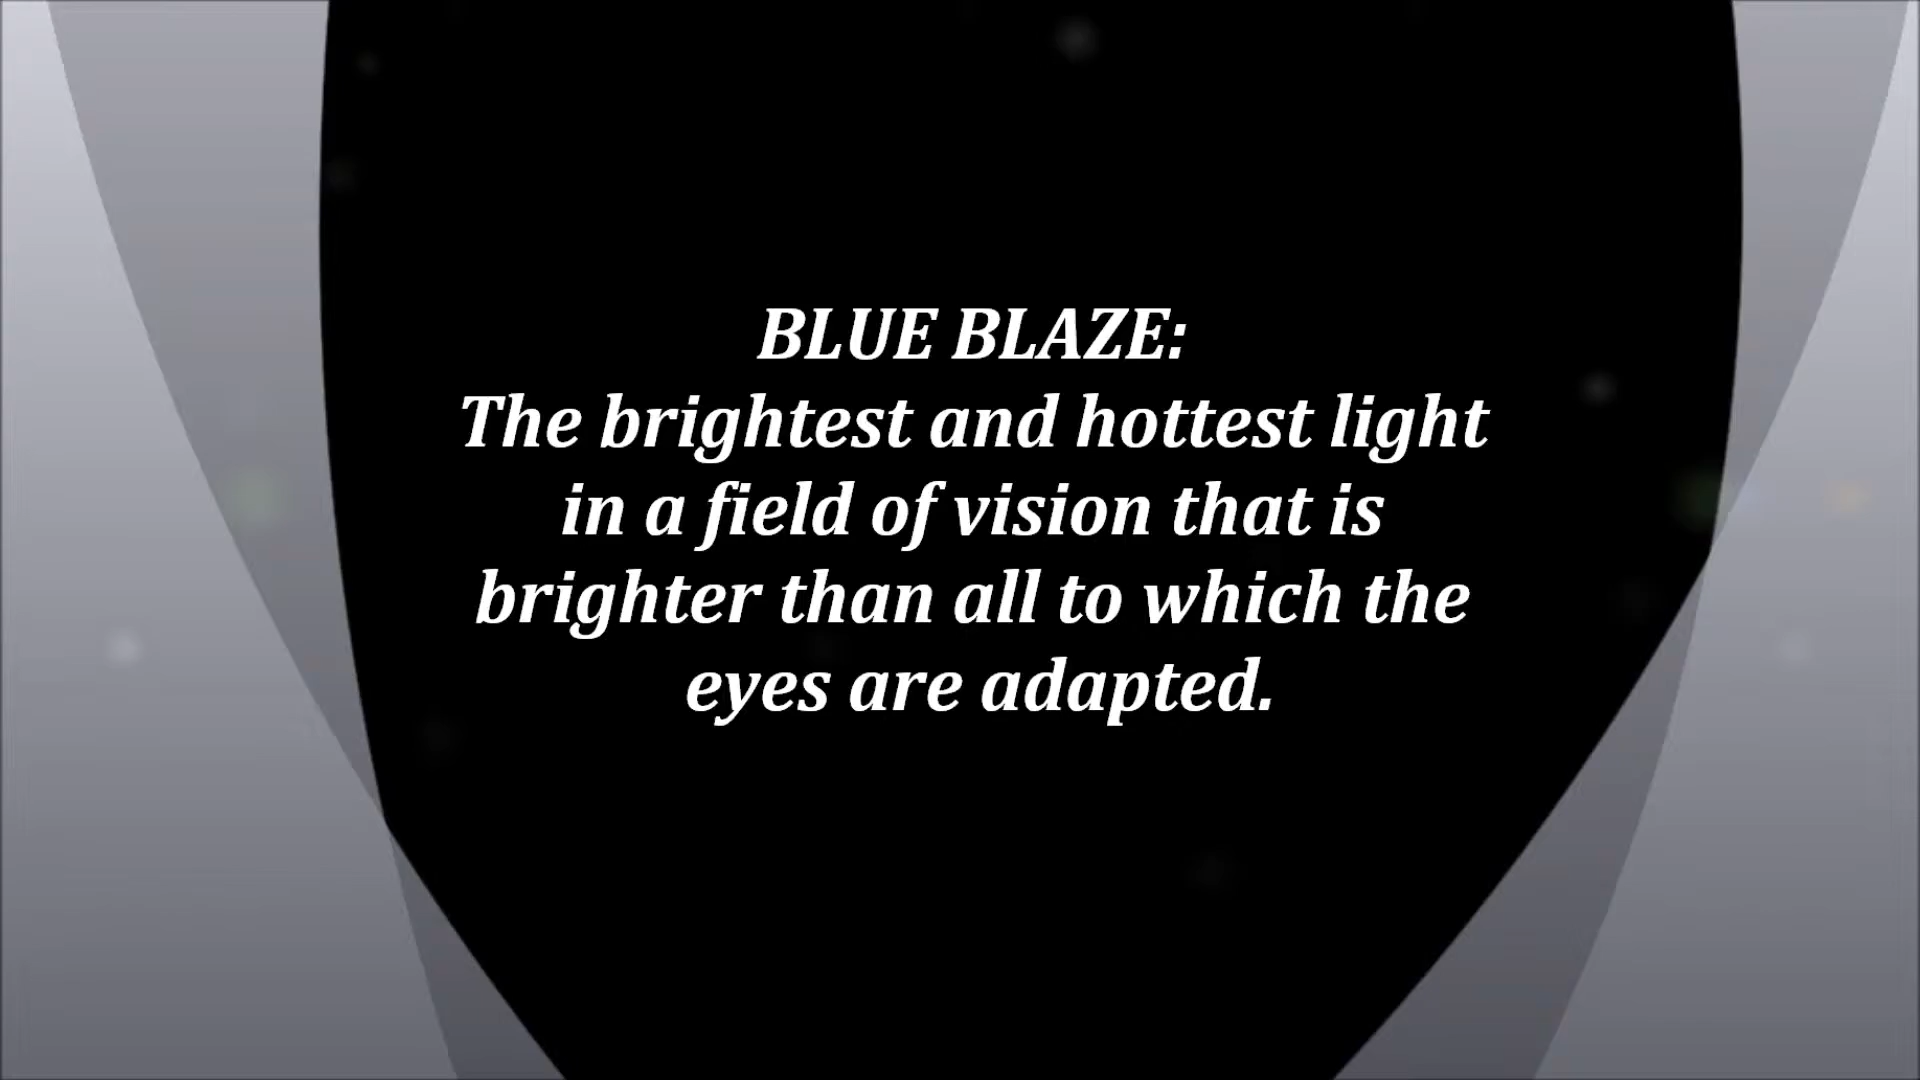 BLUE BLAZE:
The brightest and hottest light
in a field of vision that is
brighter than all to which the
eyes are adapted.